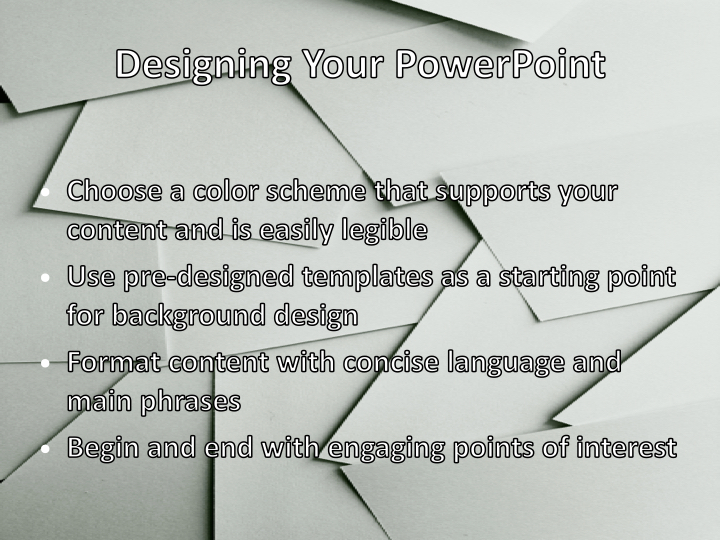 Designing Your PowerPoint
• Choose a color scheme that supports your
content and is easily legible
• Use pre-designed templates as a starting point
for background design
• Format content with concise language and
main phrases
• Begin and end with engaging points of interest